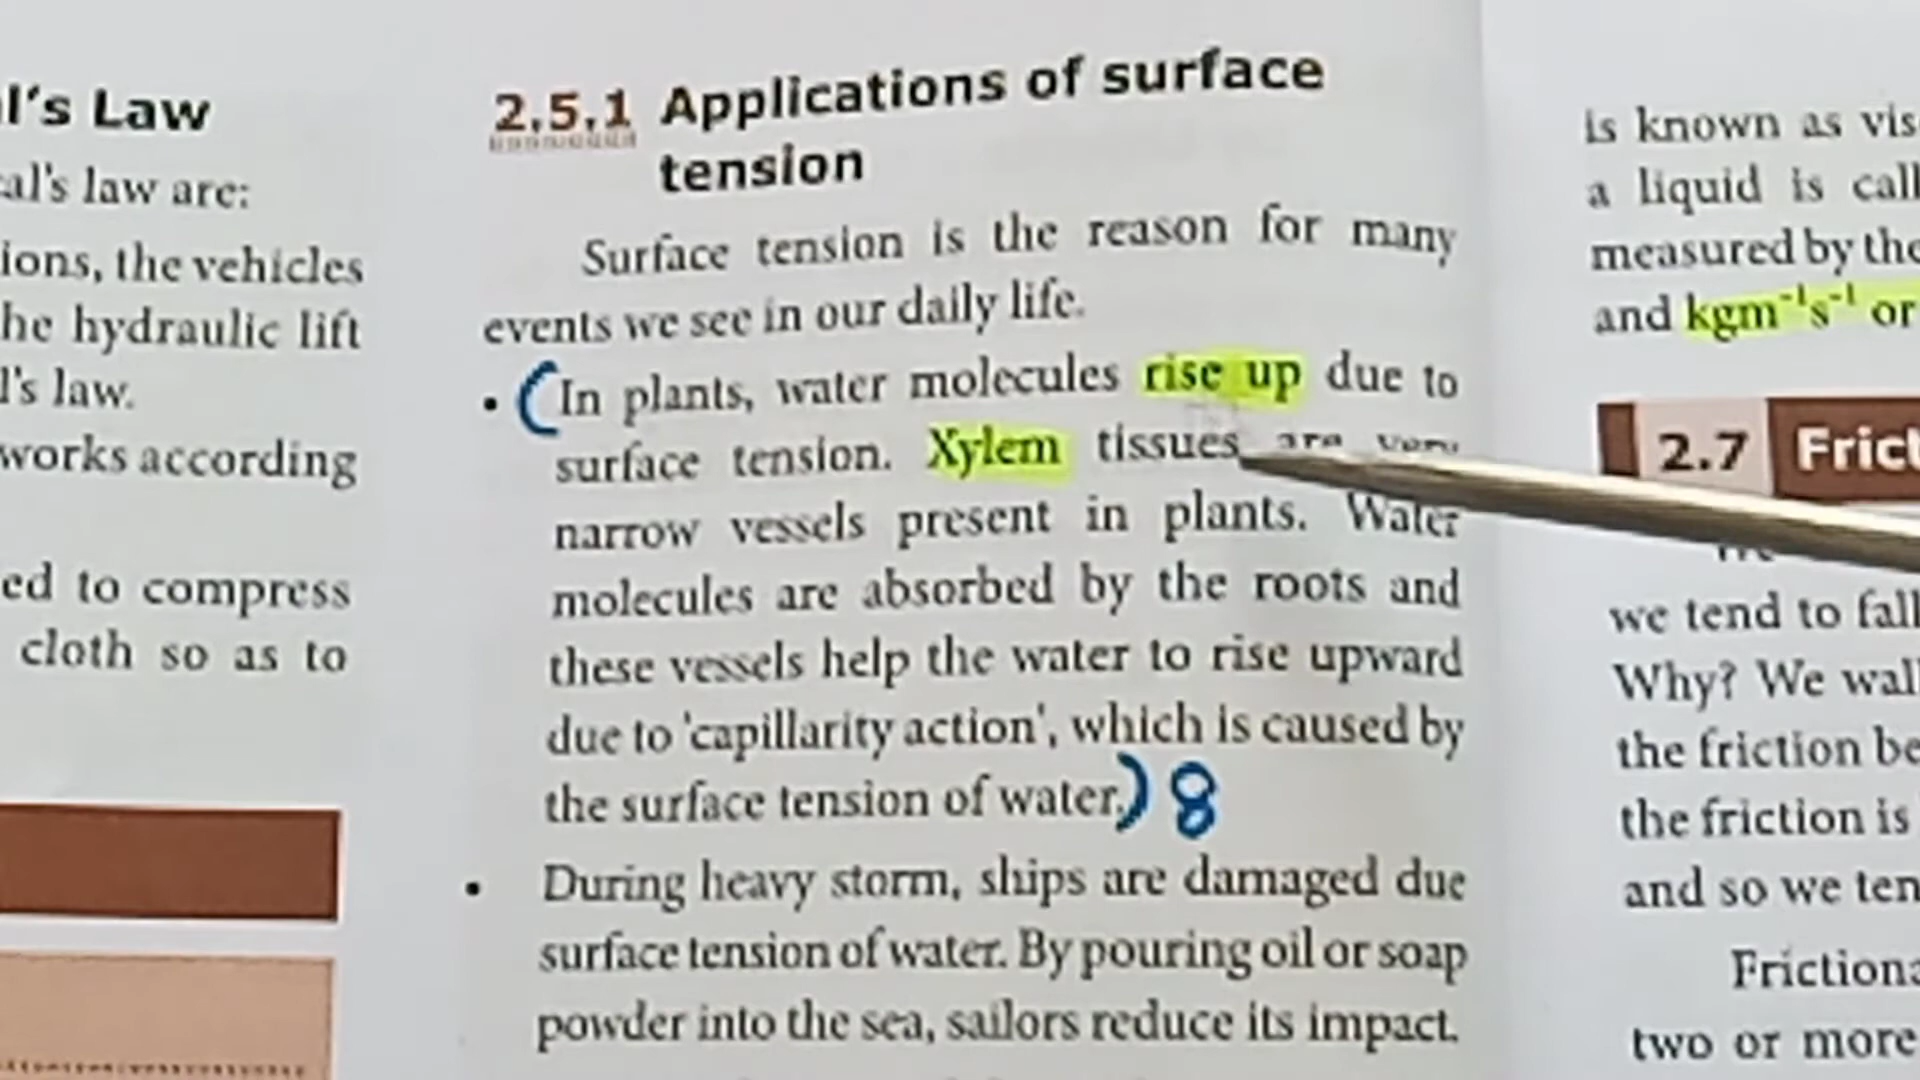 l's Law
al's law are:
ions, the vehicles
he hydraulic lift
l's law.
works according
ed to compress
cloth so as to
2.5.1 Applications of surface
tension
Surface tension is the reason for many
events we see in our daily life.
• (In plants, water molecules rise up due to
surface tension. Xylem tissues are very
narrow vessels present in plants. Water
molecules are absorbed by the roots and
these vessels help the water to rise upward
due to 'capillarity action', which is caused by
the surface tension of water.) 8
• During heavy storm, ships are damaged due
surface tension of water. By pouring oil or soap
powder into the sea, sailors reduce its impact.
is known as vis
a liquid is call
measured by the
and kgm⁻¹s⁻¹ or
2.7 Frict
we tend to fall
Why? We wal
the friction be
the friction is
and so we ten
Frictiona
two or more